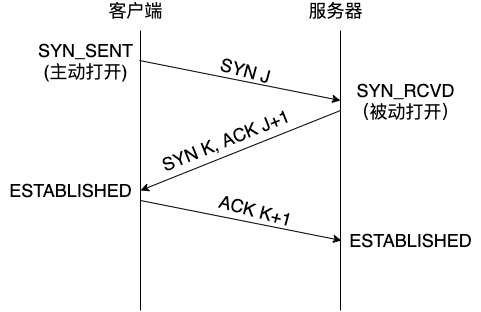 客户端
服务器
SYN_SENT
(主动打开)
SYN J
SYN_RCVD
（被动打开）
SYN K, ACK J+1
ESTABLISHED
ACK K+1
ESTABLISHED